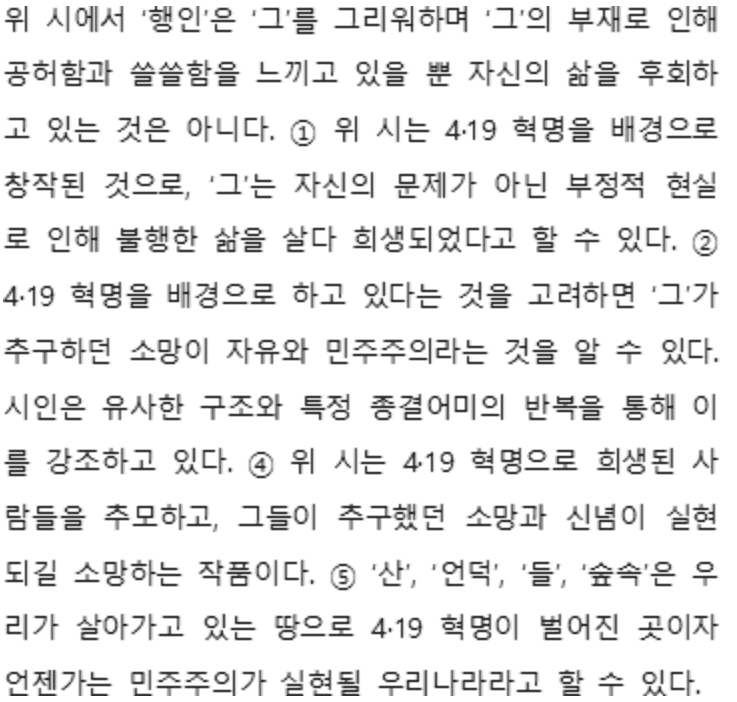 위 시에서 '행인'은 '그'를 그리워하며 '그'의 부재로 인해
공허함과 쓸쓸함을 느끼고 있을 뿐 자신의 삶을 후회하
고 있는 것은 아니다. ① 위 시는 4·19 혁명을 배경으로
창작된 것으로, '그'는 자신의 문제가 아닌 부정적 현실
로 인해 불행한 삶을 살다 희생되었다고 할 수 있다. ②
4·19 혁명을 배경으로 하고 있다는 것을 고려하면 '그'가
추구하던 소망이 자유와 민주주의라는 것을 알 수 있다.
시인은 유사한 구조와 특정 종결어미의 반복을 통해 이
를 강조하고 있다. ④ 위 시는 4·19 혁명으로 희생된 사
람들을 추모하고, 그들이 추구했던 소망과 신념이 실현
되길 소망하는 작품이다. ⑤ '산', '언덕', '들', '숲속'은 우
리가 살아가고 있는 땅으로 4·19 혁명이 벌어진 곳이자
언젠가는 민주주의가 실현될 우리나라라고 할 수 있다.